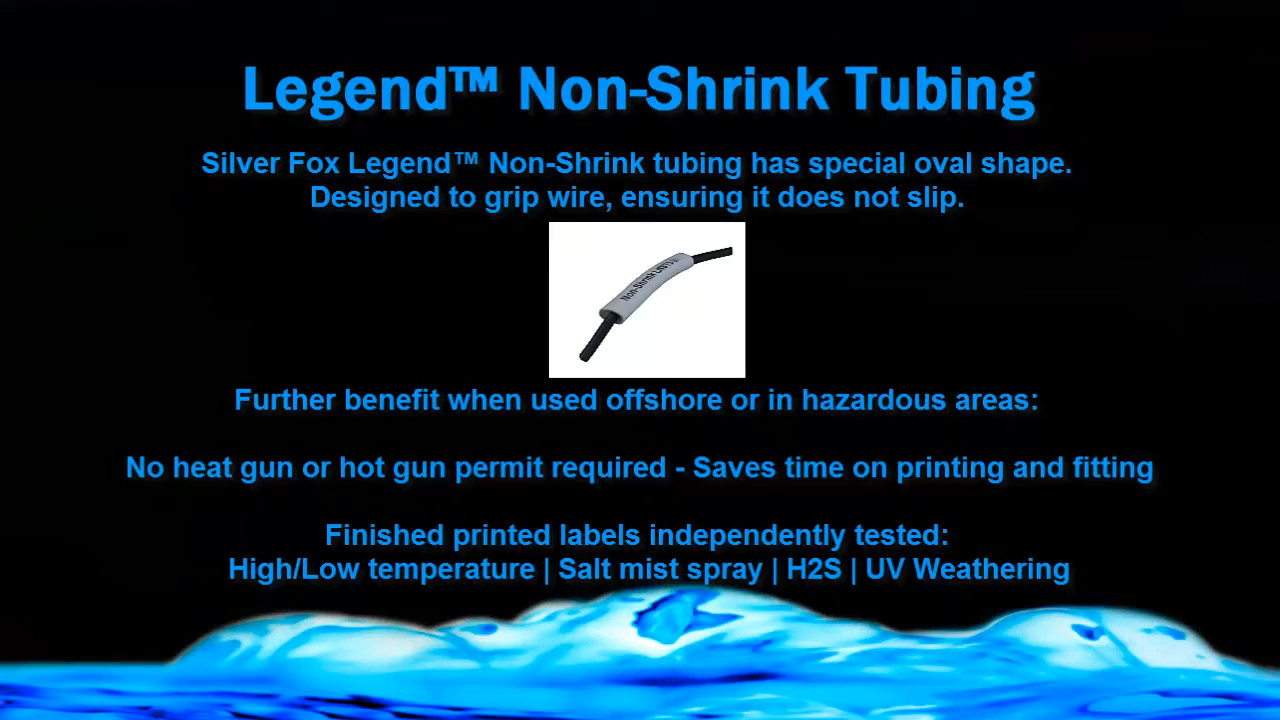 Legend™ Non-Shrink Tubing
Silver Fox Legend™ Non-Shrink tubing has special oval shape.
Designed to grip wire, ensuring it does not slip.
Non-Shrink
Further benefit when used offshore or in hazardous areas:
No heat gun or hot gun permit required - Saves time on printing and fitting
Finished printed labels independently tested:
High/Low temperature | Salt mist spray | H2S | UV Weathering